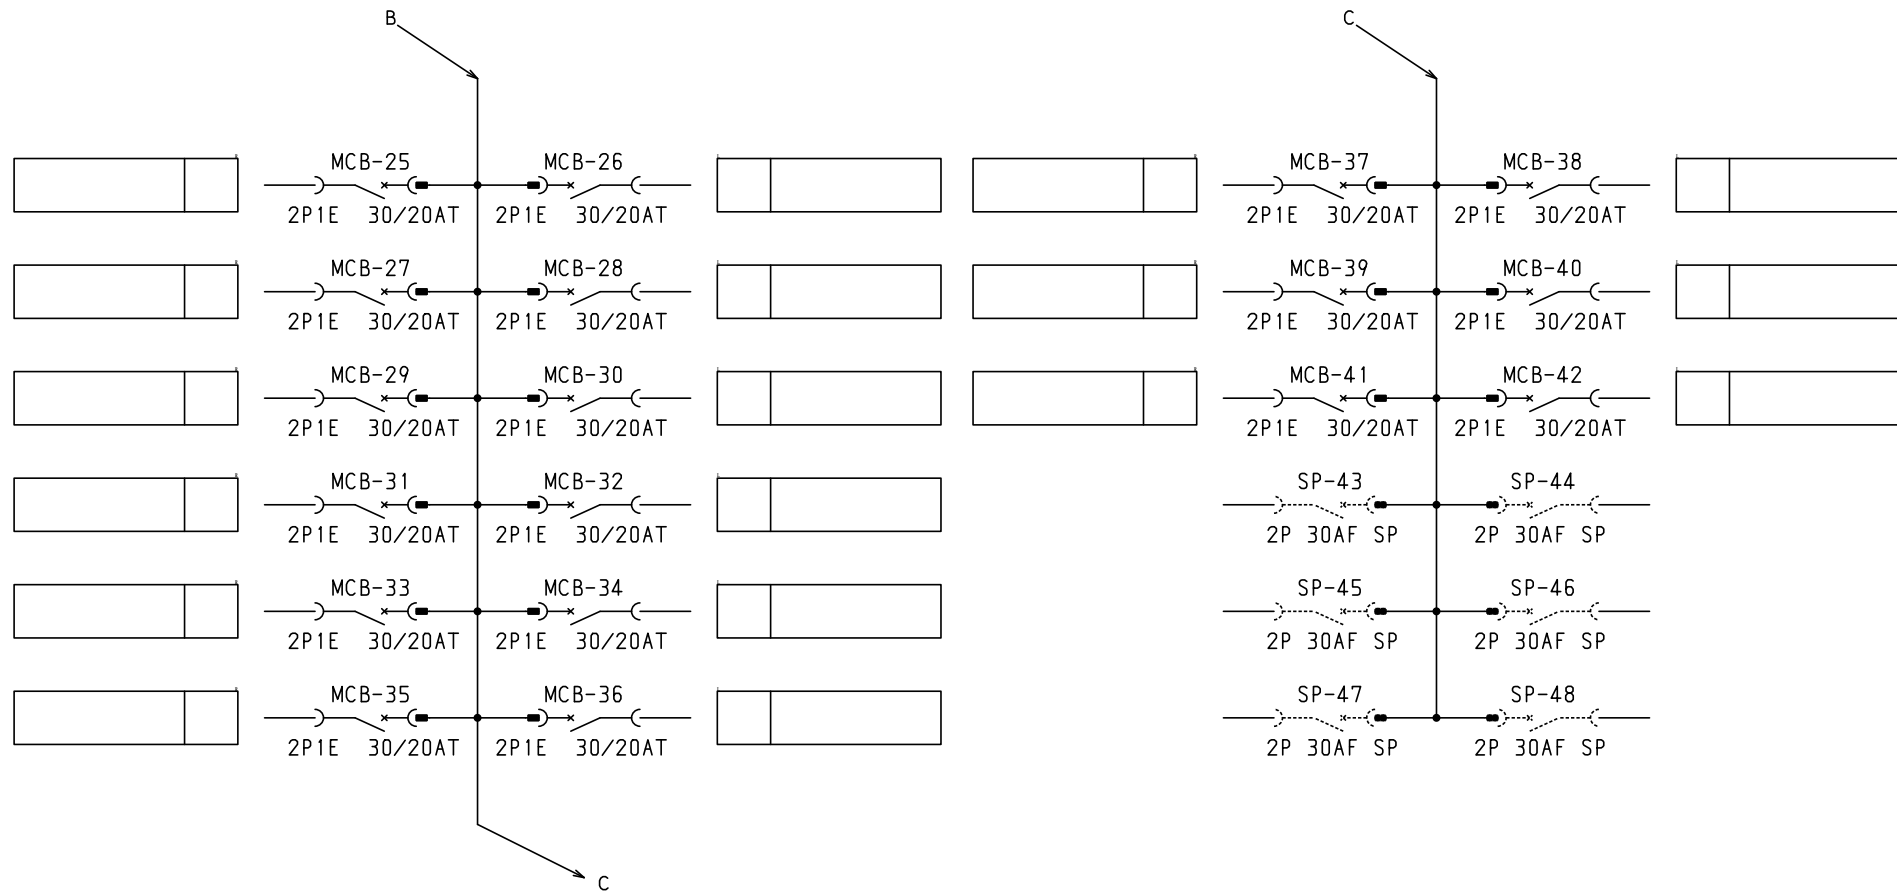 B
MCB-25 MCB-26
2P1E 30/20AT 2P1E 30/20AT
MCB-27 MCB-28
2P1E 30/20AT 2P1E 30/20AT
MCB-29 MCB-30
2P1E 30/20AT 2P1E 30/20AT
MCB-31 MCB-32
2P1E 30/20AT 2P1E 30/20AT
MCB-33 MCB-34
2P1E 30/20AT 2P1E 30/20AT
MCB-35 MCB-36
2P1E 30/20AT 2P1E 30/20AT
C
C
MCB-37 MCB-38
2P1E 30/20AT 2P1E 30/20AT
MCB-39 MCB-40
2P1E 30/20AT 2P1E 30/20AT
MCB-41 MCB-42
2P1E 30/20AT 2P1E 30/20AT
SP-43 SP-44
2P 30AF SP 2P 30AF SP
SP-45 SP-46
2P 30AF SP 2P 30AF SP
SP-47 SP-48
2P 30AF SP 2P 30AF SP